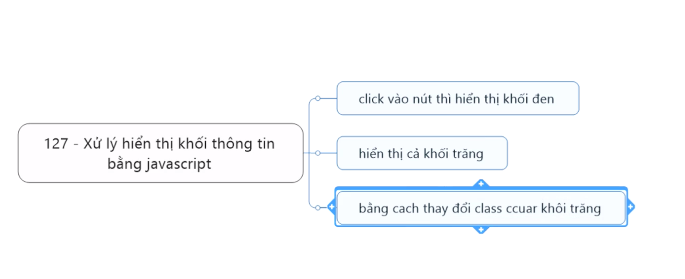 click vào nút thì hiển thị khối đen
127 - Xử lý hiển thị khối thông tin
bằng javascript
hiển thị cả khối trăng
bằng cach thay đổi class ccuar khôi trăng